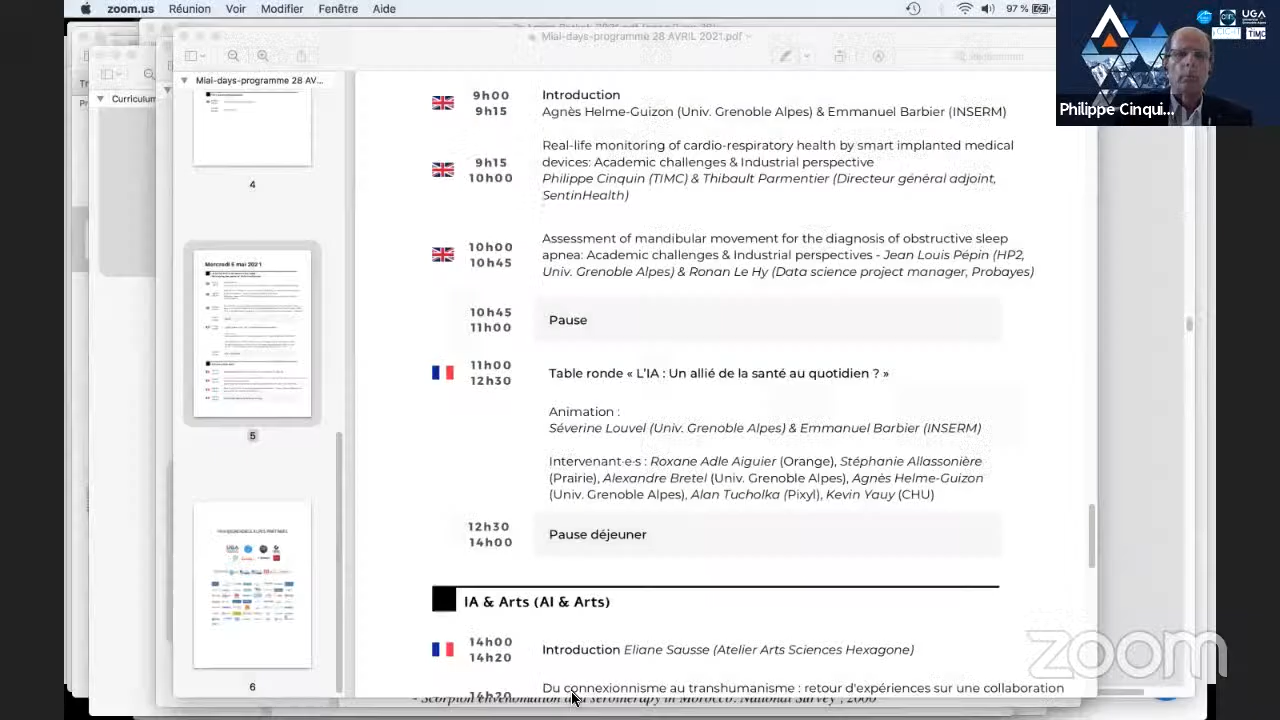 zoom.us Réunion Voir Modifier Fenêtre Aide
97 %
Mial-days-programme 28 AVRIL 2021.pdf
Mial-days-programme 28 AV...
Curriculum
4
Mercredi 5 mai 2021
5
6
9h00
9h15
Introduction
Agnès Helme-Guizon (Univ. Grenoble Alpes) & Emmanuel Barbier (INSERM)
9h15
10h00
Real-life monitoring of cardio-respiratory health by smart implanted medical
devices: Academic challenges & Industrial perspective
Philippe Cinquin (TIMC) & Thibault Parmentier (Directeur général adjoint,
SentinHealth)
10h00
10h45
Assessment of mandibular movement for the diagnosis of obstructive sleep
apnea: Academic challenges & Industrial perspectives - Jean-Louis Pépin (HP2,
Univ. Grenoble Alpes) & Ronan Le Hy (Data science project manager, Probayes)
10h45
11h00
Pause
11h00
12h30
Table ronde « L'IA : Un allié de la santé au quotidien ? »
Animation :
Séverine Louvel (Univ. Grenoble Alpes) & Emmanuel Barbier (INSERM)
Intervenant·e·s : Roxane Adle Aiguier (Orange), Stéphanie Allassonière
(Prairie), Alexandre Bretel (Univ. Grenoble Alpes), Agnès Helme-Guizon
(Univ. Grenoble Alpes), Alan Tucholka (Pixyl), Kevin Yauy (CHU)
12h30
14h00
Pause déjeuner
IA & Arts (AI & Arts)
14h00
14h20
Introduction Eliane Sausse (Atelier Arts Sciences Hexagone)
14h20
Du connexionnisme au transhumanisme : retour d'expériences sur une collaboration
Philippe Cinqui...
UGA
TIMC
zoom